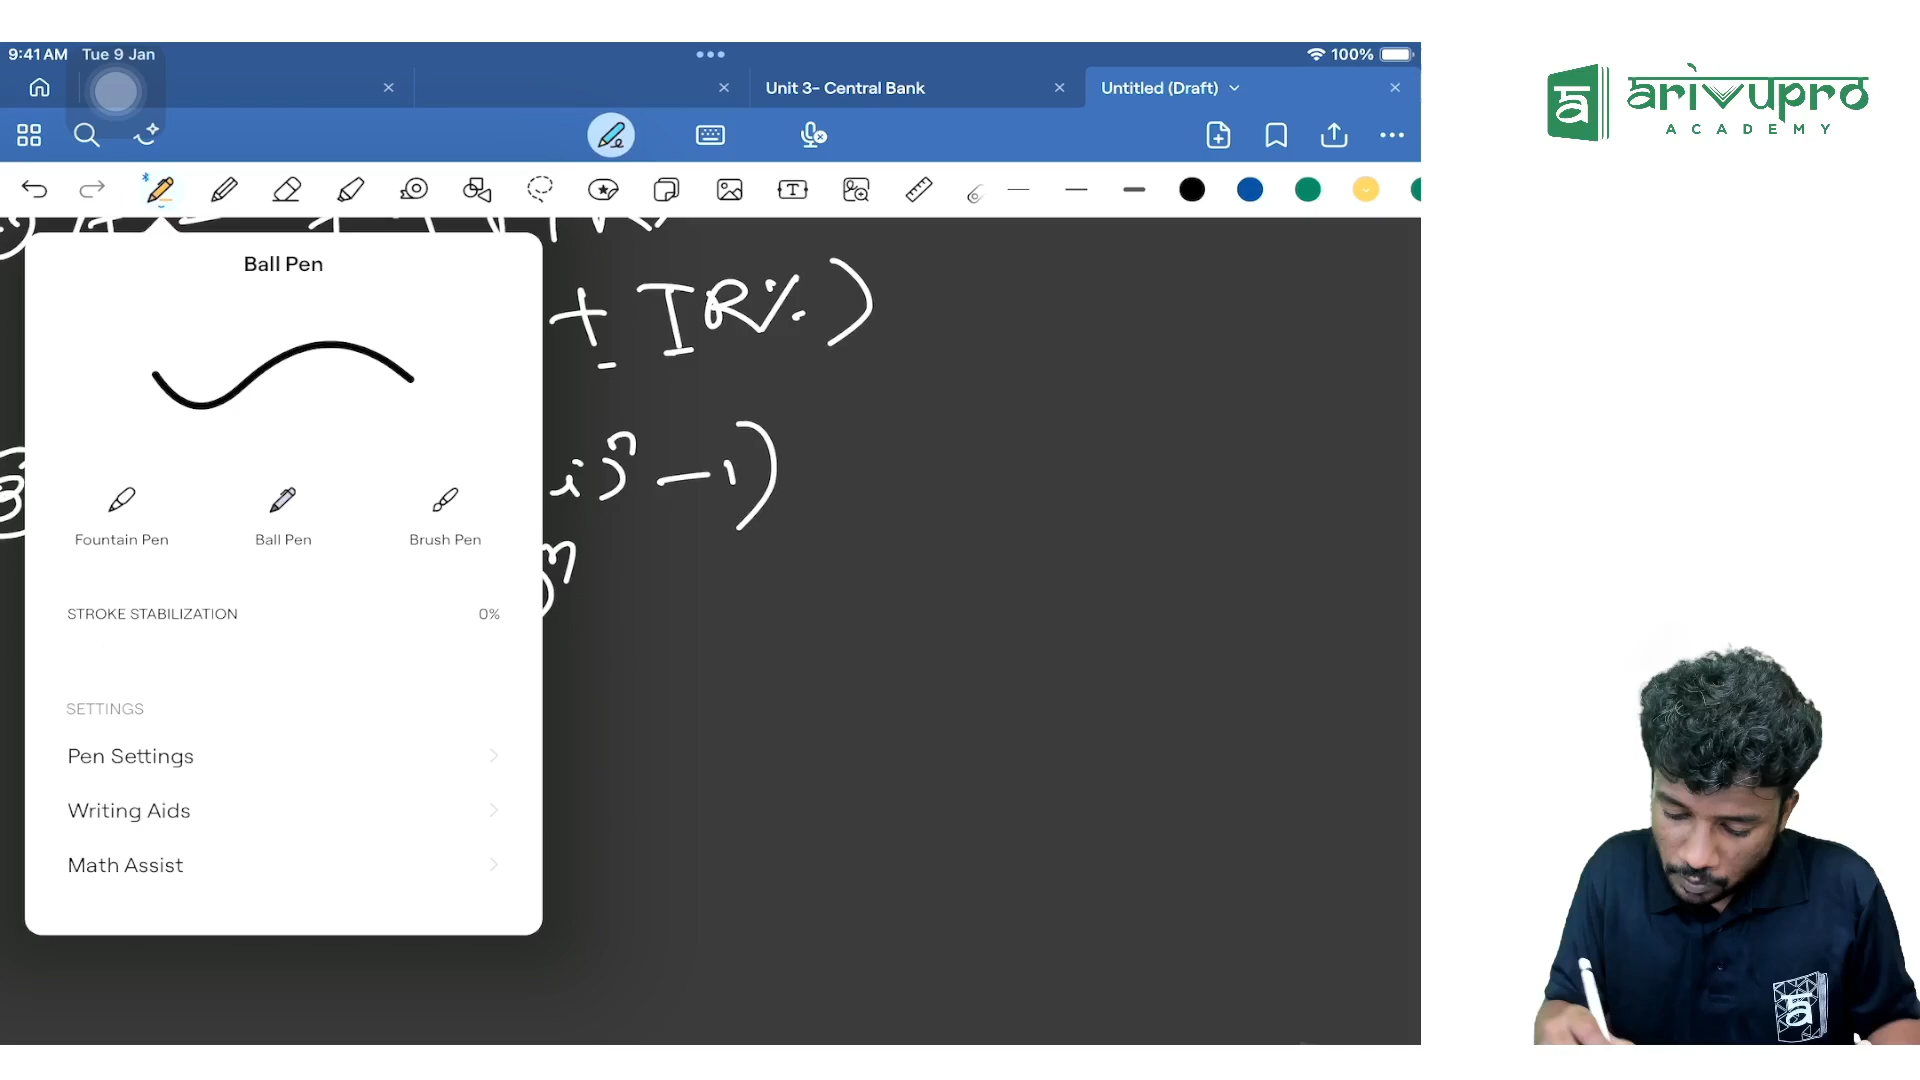 9:41 AM Tue 9 Jan 100%
Unit 3- Central Bank
Untitled (Draft)
arivupro
ACADEMY
Ball Pen
+ IR%)
i)ⁿ - 1)
)ⁿ
Fountain Pen
Ball Pen
Brush Pen
STROKE STABILIZATION 0%
SETTINGS
Pen Settings
Writing Aids
Math Assist